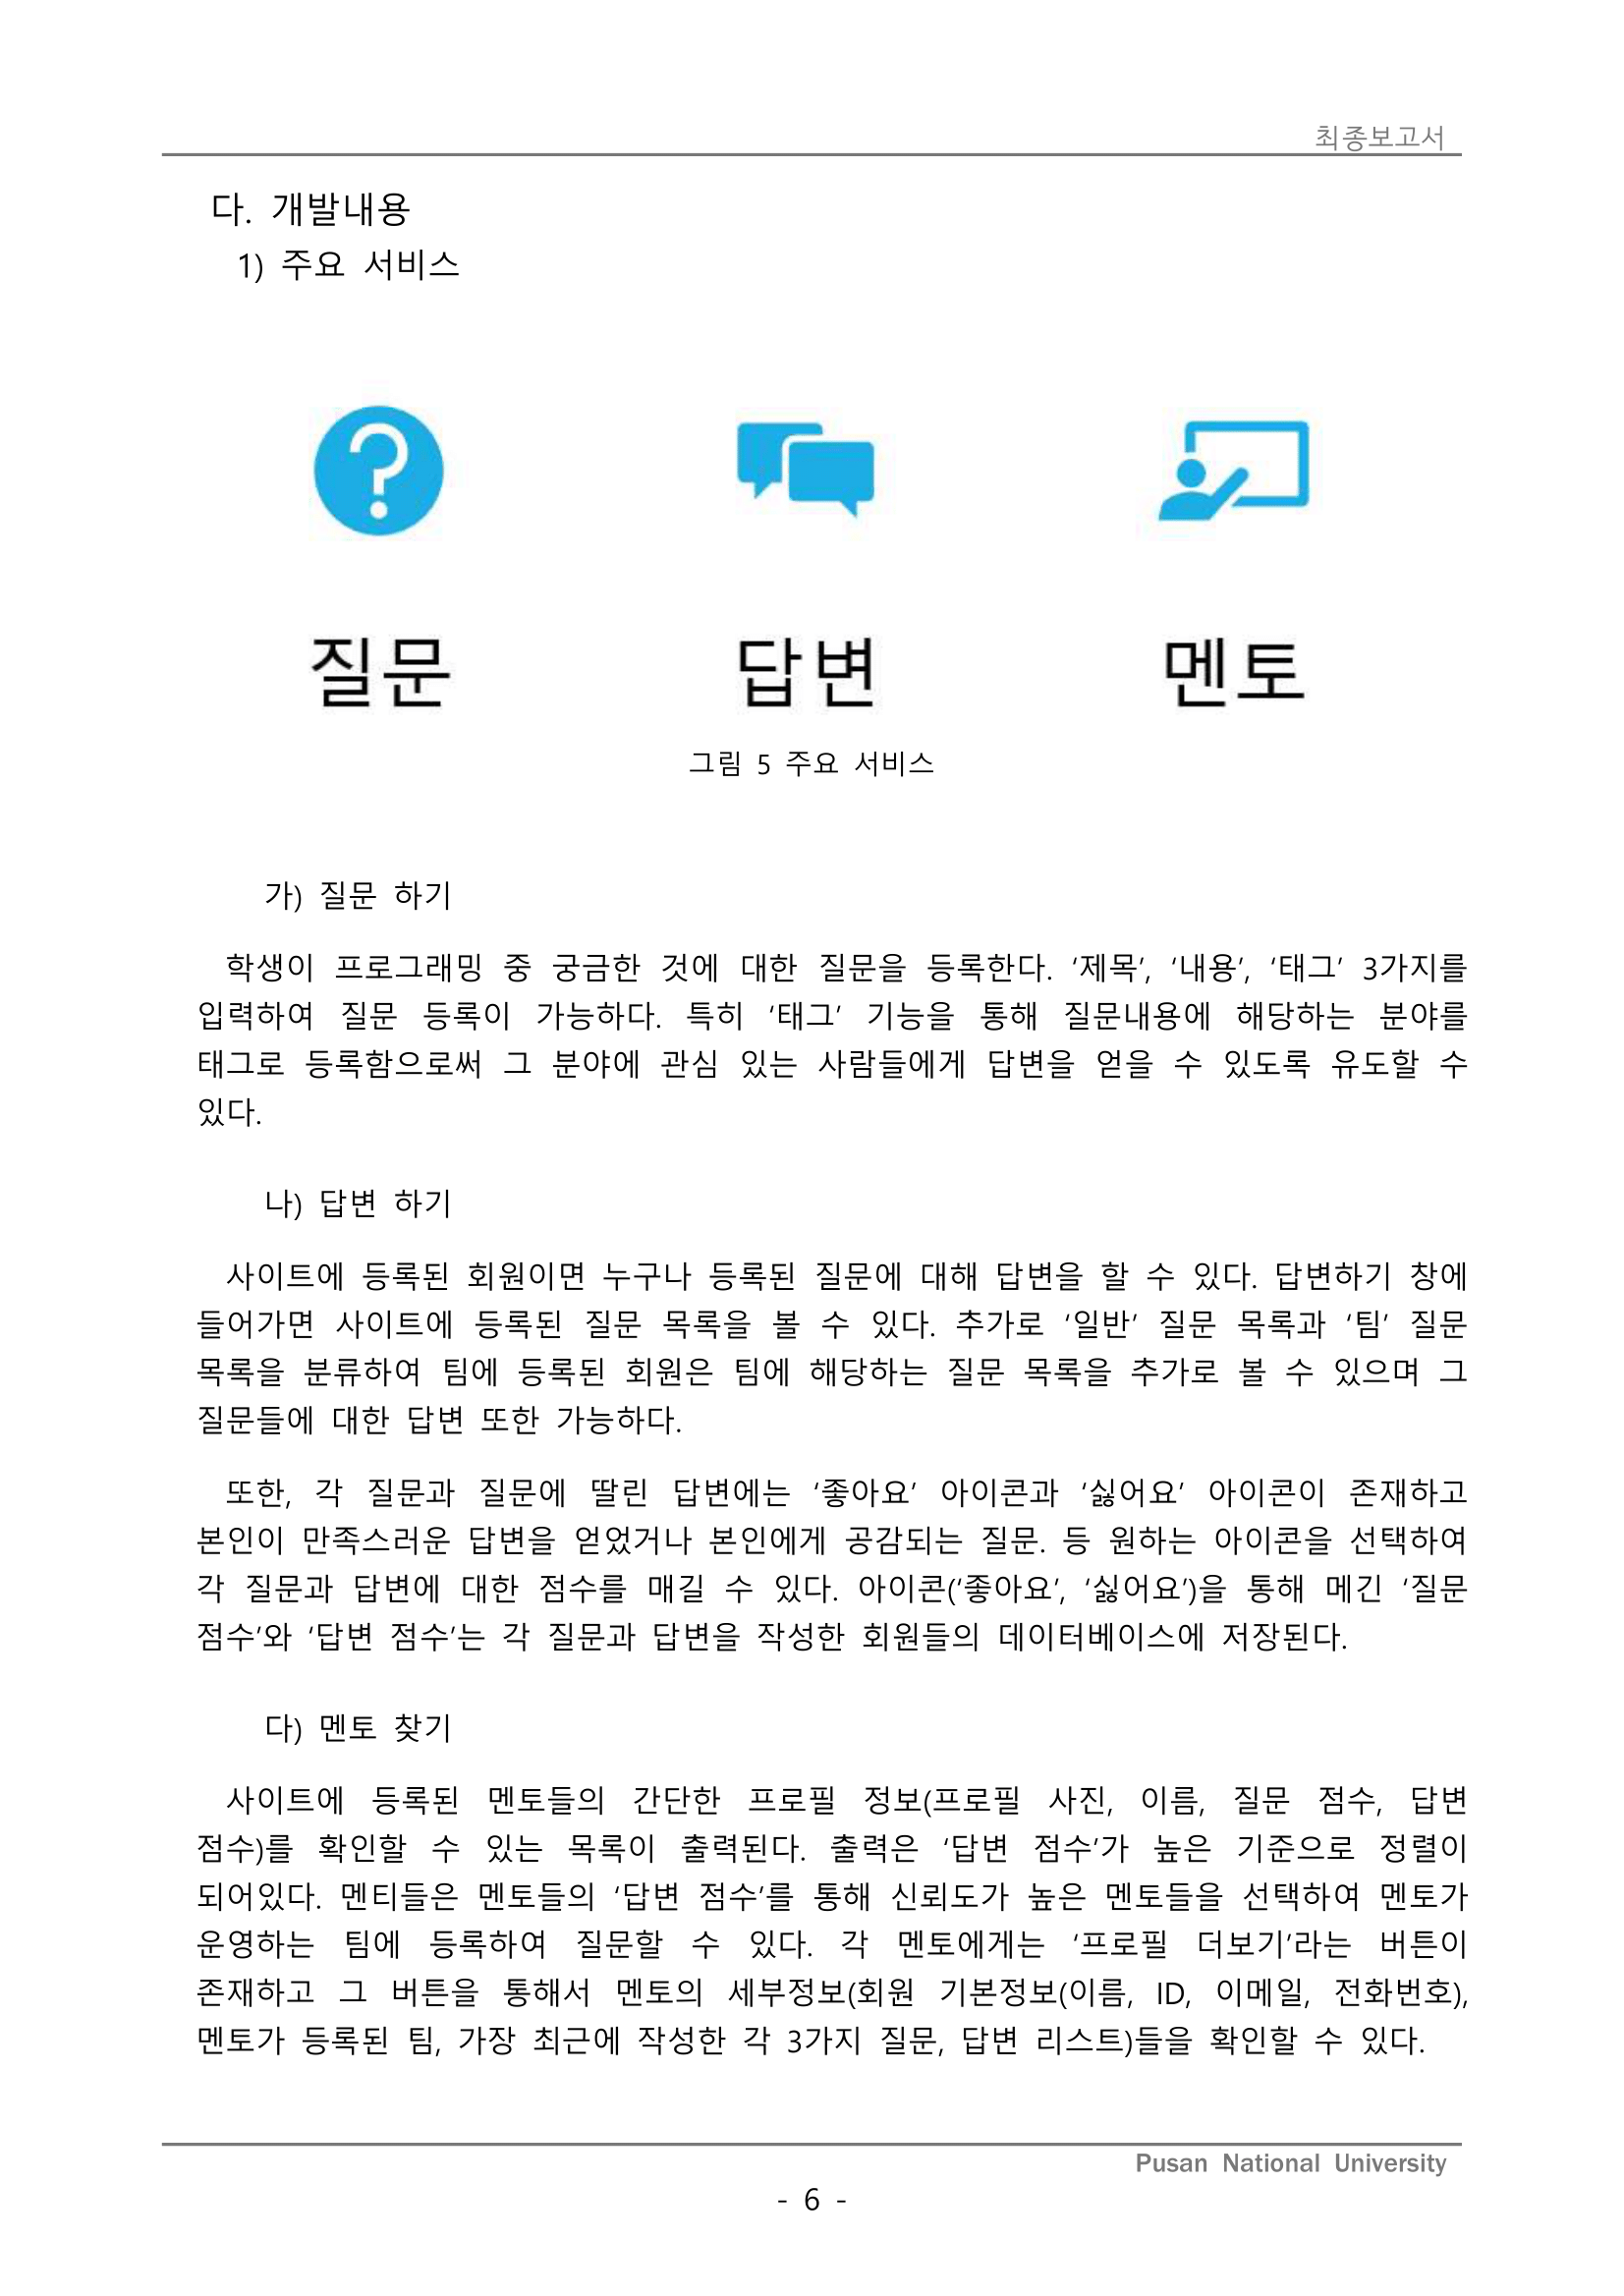 최종보고서
다. 개발내용
1) 주요 서비스
질문 답변 멘토
그림 5 주요 서비스
가) 질문 하기
학생이 프로그래밍 중 궁금한 것에 대한 질문을 등록한다. ‘제목’, ‘내용’, ‘태그’ 3가지를
입력하여 질문 등록이 가능하다. 특히 ‘태그’ 기능을 통해 질문내용에 해당하는 분야를
태그로 등록함으로써 그 분야에 관심 있는 사람들에게 답변을 얻을 수 있도록 유도할 수
있다.
나) 답변 하기
사이트에 등록된 회원이면 누구나 등록된 질문에 대해 답변을 할 수 있다. 답변하기 창에
들어가면 사이트에 등록된 질문 목록을 볼 수 있다. 추가로 ‘일반’ 질문 목록과 ‘팀’ 질문
목록을 분류하여 팀에 등록된 회원은 팀에 해당하는 질문 목록을 추가로 볼 수 있으며 그
질문들에 대한 답변 또한 가능하다.
또한, 각 질문과 질문에 딸린 답변에는 ‘좋아요’ 아이콘과 ‘싫어요’ 아이콘이 존재하고
본인이 만족스러운 답변을 얻었거나 본인에게 공감되는 질문. 등 원하는 아이콘을 선택하여
각 질문과 답변에 대한 점수를 매길 수 있다. 아이콘(‘좋아요’, ‘싫어요’)을 통해 메긴 ‘질문
점수’와 ‘답변 점수’는 각 질문과 답변을 작성한 회원들의 데이터베이스에 저장된다.
다) 멘토 찾기
사이트에 등록된 멘토들의 간단한 프로필 정보(프로필 사진, 이름, 질문 점수, 답변
점수)를 확인할 수 있는 목록이 출력된다. 출력은 ‘답변 점수’가 높은 기준으로 정렬이
되어있다. 멘티들은 멘토들의 ‘답변 점수’를 통해 신뢰도가 높은 멘토들을 선택하여 멘토가
운영하는 팀에 등록하여 질문할 수 있다. 각 멘토에게는 ‘프로필 더보기’라는 버튼이
존재하고 그 버튼을 통해서 멘토의 세부정보(회원 기본정보(이름, ID, 이메일, 전화번호),
멘토가 등록된 팀, 가장 최근에 작성한 각 3가지 질문, 답변 리스트)들을 확인할 수 있다.
Pusan National University
- 6 -